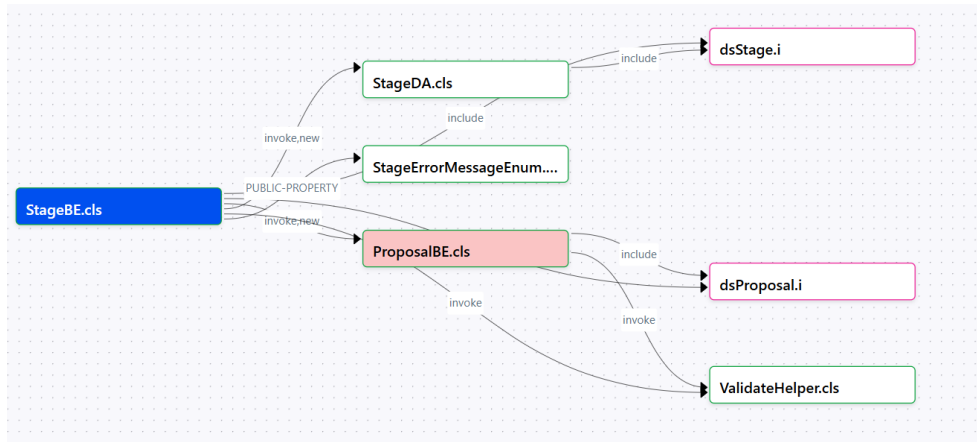 dsStage.i
include
StageDA.cls
include
invoke,new
StageErrorMessageEnum....
PUBLIC-PROPERTY
StageBE.cls
invoke,new
ProposalBE.cls
include
dsProposal.i
invoke
invoke
ValidateHelper.cls